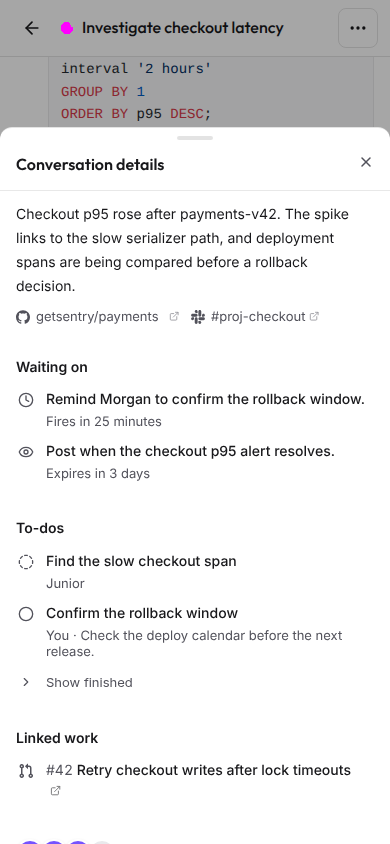 Investigate checkout latency
interval '2 hours'
GROUP BY 1
ORDER BY p95 DESC;
Conversation details
Checkout p95 rose after payments-v42. The spike
links to the slow serializer path, and deployment
spans are being compared before a rollback
decision.
getsentry/payments #proj-checkout
Waiting on
Remind Morgan to confirm the rollback window.
Fires in 25 minutes
Post when the checkout p95 alert resolves.
Expires in 3 days
To-dos
Find the slow checkout span
Junior
Confirm the rollback window
You · Check the deploy calendar before the next
release.
Show finished
Linked work
#42 Retry checkout writes after lock timeouts